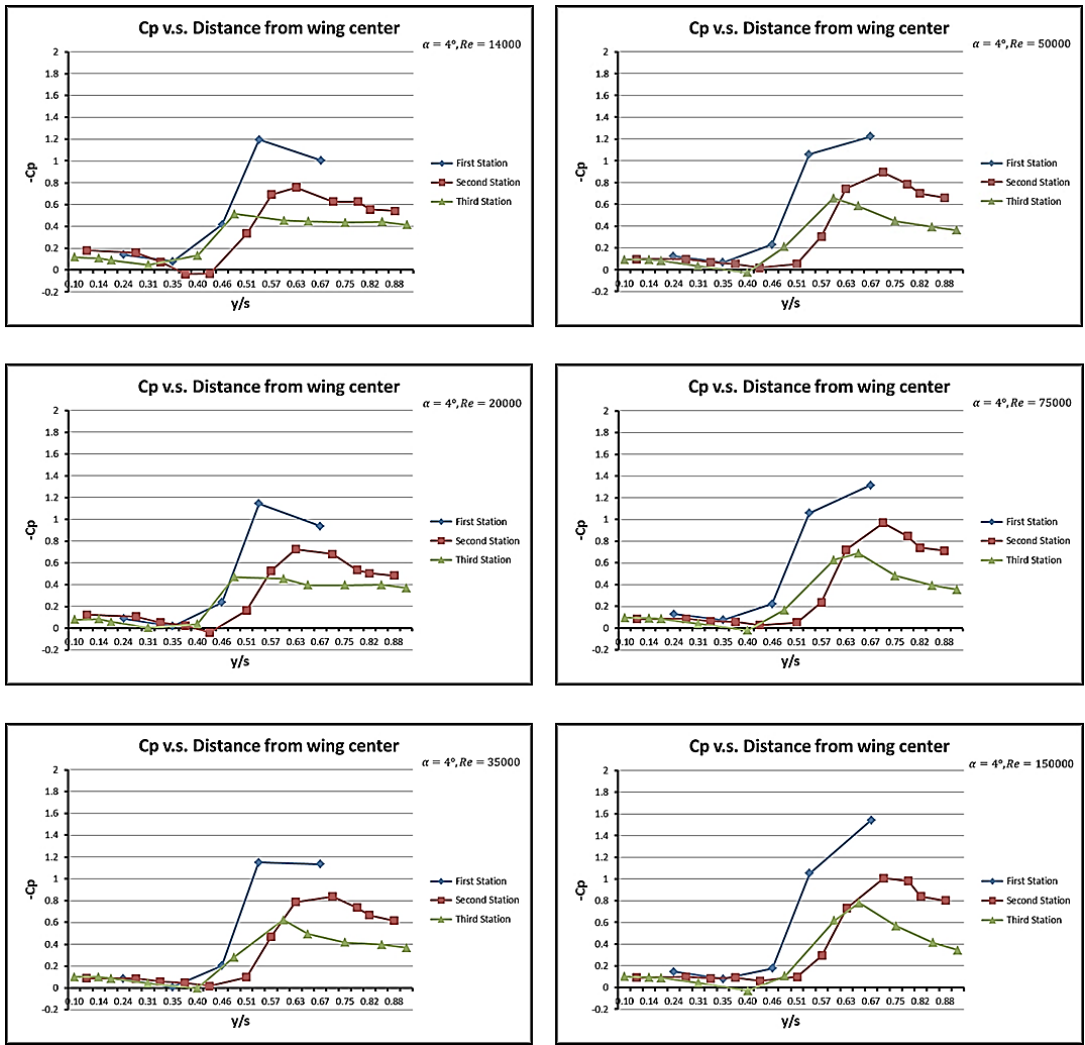 Cp v.s. Distance from wing center
α = 4°, Re = 14000
2
1.8
1.6
1.4
1.2
1
0.8
0.6
0.4
0.2
0
-0.2
-Cp
0.10 0.14 0.24 0.31 0.35 0.40 0.46 0.51 0.57 0.63 0.67 0.75 0.82 0.88
y/s
First Station
Second Station
Third Station
Cp v.s. Distance from wing center
α = 4°, Re = 50000
2
1.8
1.6
1.4
1.2
1
0.8
0.6
0.4
0.2
0
-0.2
-Cp
0.10 0.14 0.24 0.31 0.35 0.40 0.46 0.51 0.57 0.63 0.67 0.75 0.82 0.88
y/s
First Station
Second Station
Third Station
Cp v.s. Distance from wing center
α = 4°, Re = 20000
2
1.8
1.6
1.4
1.2
1
0.8
0.6
0.4
0.2
0
-0.2
-Cp
0.10 0.14 0.24 0.31 0.35 0.40 0.46 0.51 0.57 0.63 0.67 0.75 0.82 0.88
y/s
First Station
Second Station
Third Station
Cp v.s. Distance from wing center
α = 4°, Re = 75000
2
1.8
1.6
1.4
1.2
1
0.8
0.6
0.4
0.2
0
-0.2
-Cp
0.10 0.14 0.24 0.31 0.35 0.40 0.46 0.51 0.57 0.63 0.67 0.75 0.82 0.88
y/s
First Station
Second Station
Third Station
Cp v.s. Distance from wing center
α = 4°, Re = 35000
2
1.8
1.6
1.4
1.2
1
0.8
0.6
0.4
0.2
0
-0.2
-Cp
0.10 0.14 0.24 0.31 0.35 0.40 0.46 0.51 0.57 0.63 0.67 0.75 0.82 0.88
y/s
First Station
Second Station
Third Station
Cp v.s. Distance from wing center
α = 4°, Re = 150000
2
1.8
1.6
1.4
1.2
1
0.8
0.6
0.4
0.2
0
-0.2
-Cp
0.10 0.14 0.24 0.31 0.35 0.40 0.46 0.51 0.57 0.63 0.67 0.75 0.82 0.88
y/s
First Station
Second Station
Third Station